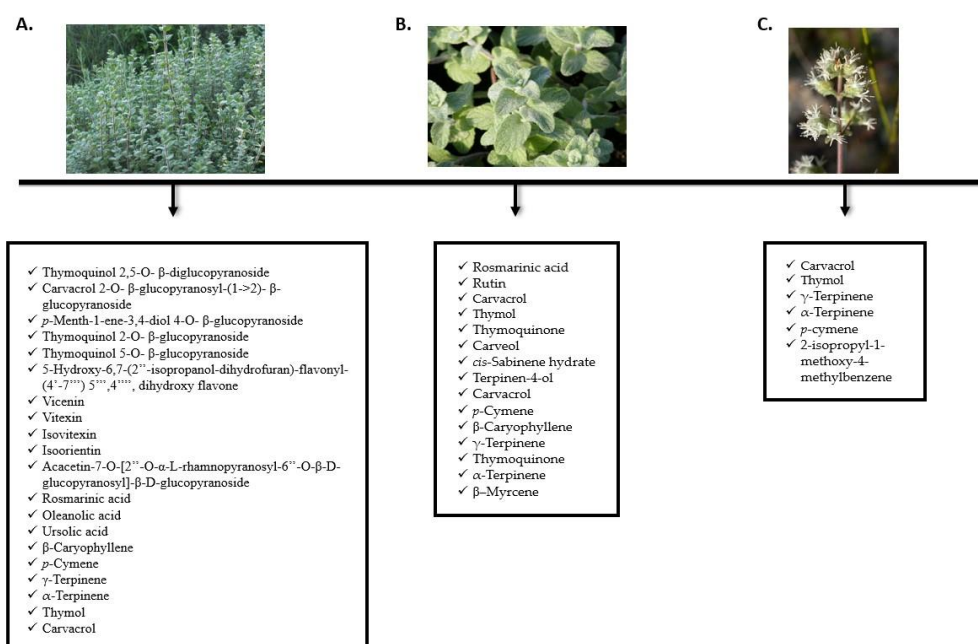 A.
B.
C.
✓ Thymoquinol 2,5-O- β-diglucopyranoside
✓ Carvacrol 2-O- β-glucopyranosyl-(1->2)- β-
glucopyranoside
✓ p-Menth-1-ene-3,4-diol 4-O- β-glucopyranoside
✓ Thymoquinol 2-O- β-glucopyranoside
✓ Thymoquinol 5-O- β-glucopyranoside
✓ 5-Hydroxy-6,7-(2’’-isopropanol-dihydrofuran)-flavonyl-
(4’-7’’’) 5’’’,4’’’’, dihydroxy flavone
✓ Vicenin
✓ Vitexin
✓ Isovitexin
✓ Isoorientin
✓ Acacetin-7-O-[2’’-O-α-L-rhamnopyranosyl-6’’-O-β-D-
glucopyranosyl]-β-D-glucopyranoside
✓ Rosmarinic acid
✓ Oleanolic acid
✓ Ursolic acid
✓ β-Caryophyllene
✓ p-Cymene
✓ γ-Terpinene
✓ α-Terpinene
✓ Thymol
✓ Carvacrol
✓ Rosmarinic acid
✓ Rutin
✓ Carvacrol
✓ Thymol
✓ Thymoquinone
✓ Carveol
✓ cis-Sabinene hydrate
✓ Terpinen-4-ol
✓ Carvacrol
✓ p-Cymene
✓ β-Caryophyllene
✓ γ-Terpinene
✓ Thymoquinone
✓ α-Terpinene
✓ β–Myrcene
✓ Carvacrol
✓ Thymol
✓ γ-Terpinene
✓ α-Terpinene
✓ p-cymene
✓ 2-isopropyl-1-
methoxy-4-
methylbenzene